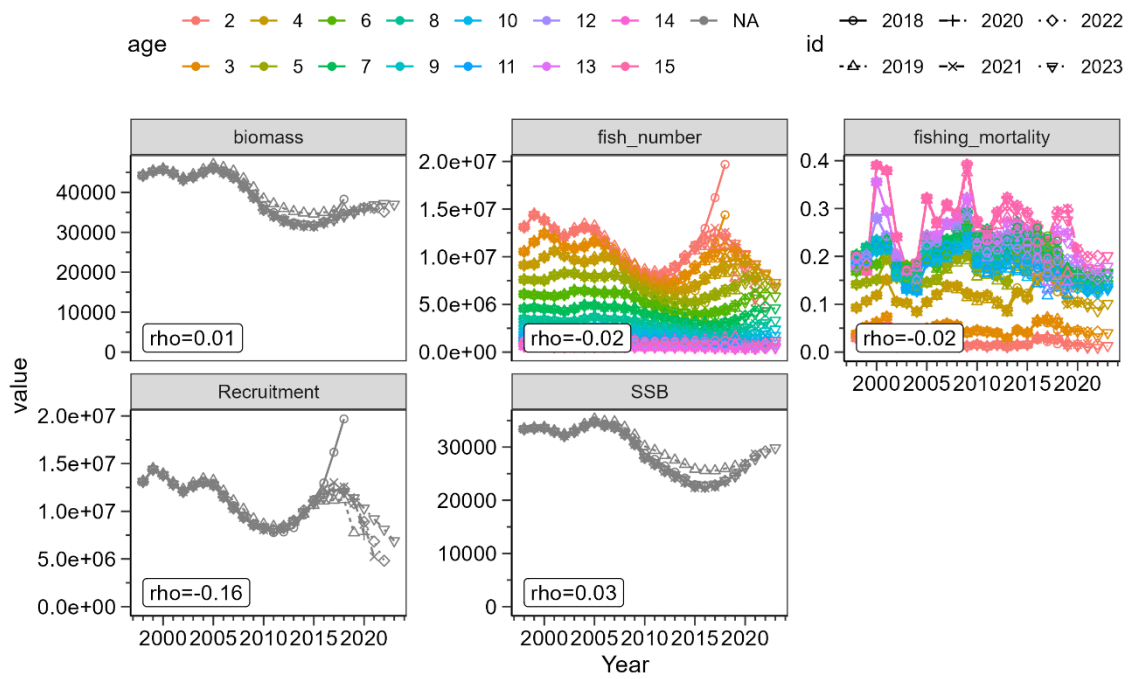 age
2 4 6 8 10 12 14 NA
3 5 7 9 11 13 15
id
2018 2020 2022
2019 2021 2023
biomass
fish_number
fishing_mortality
40000
30000
20000
10000
0
rho=0.01
2.0e+07
1.5e+07
1.0e+07
5.0e+06
0.0e+00
rho=-0.02
0.4
0.3
0.2
0.1
0.0
rho=-0.02
2000 2005 2010 2015 2020
value
Recruitment
SSB
2.0e+07
1.5e+07
1.0e+07
5.0e+06
0.0e+00
rho=-0.16
30000
20000
10000
0
rho=0.03
2000 2005 2010 2015 2020
2000 2005 2010 2015 2020
Year